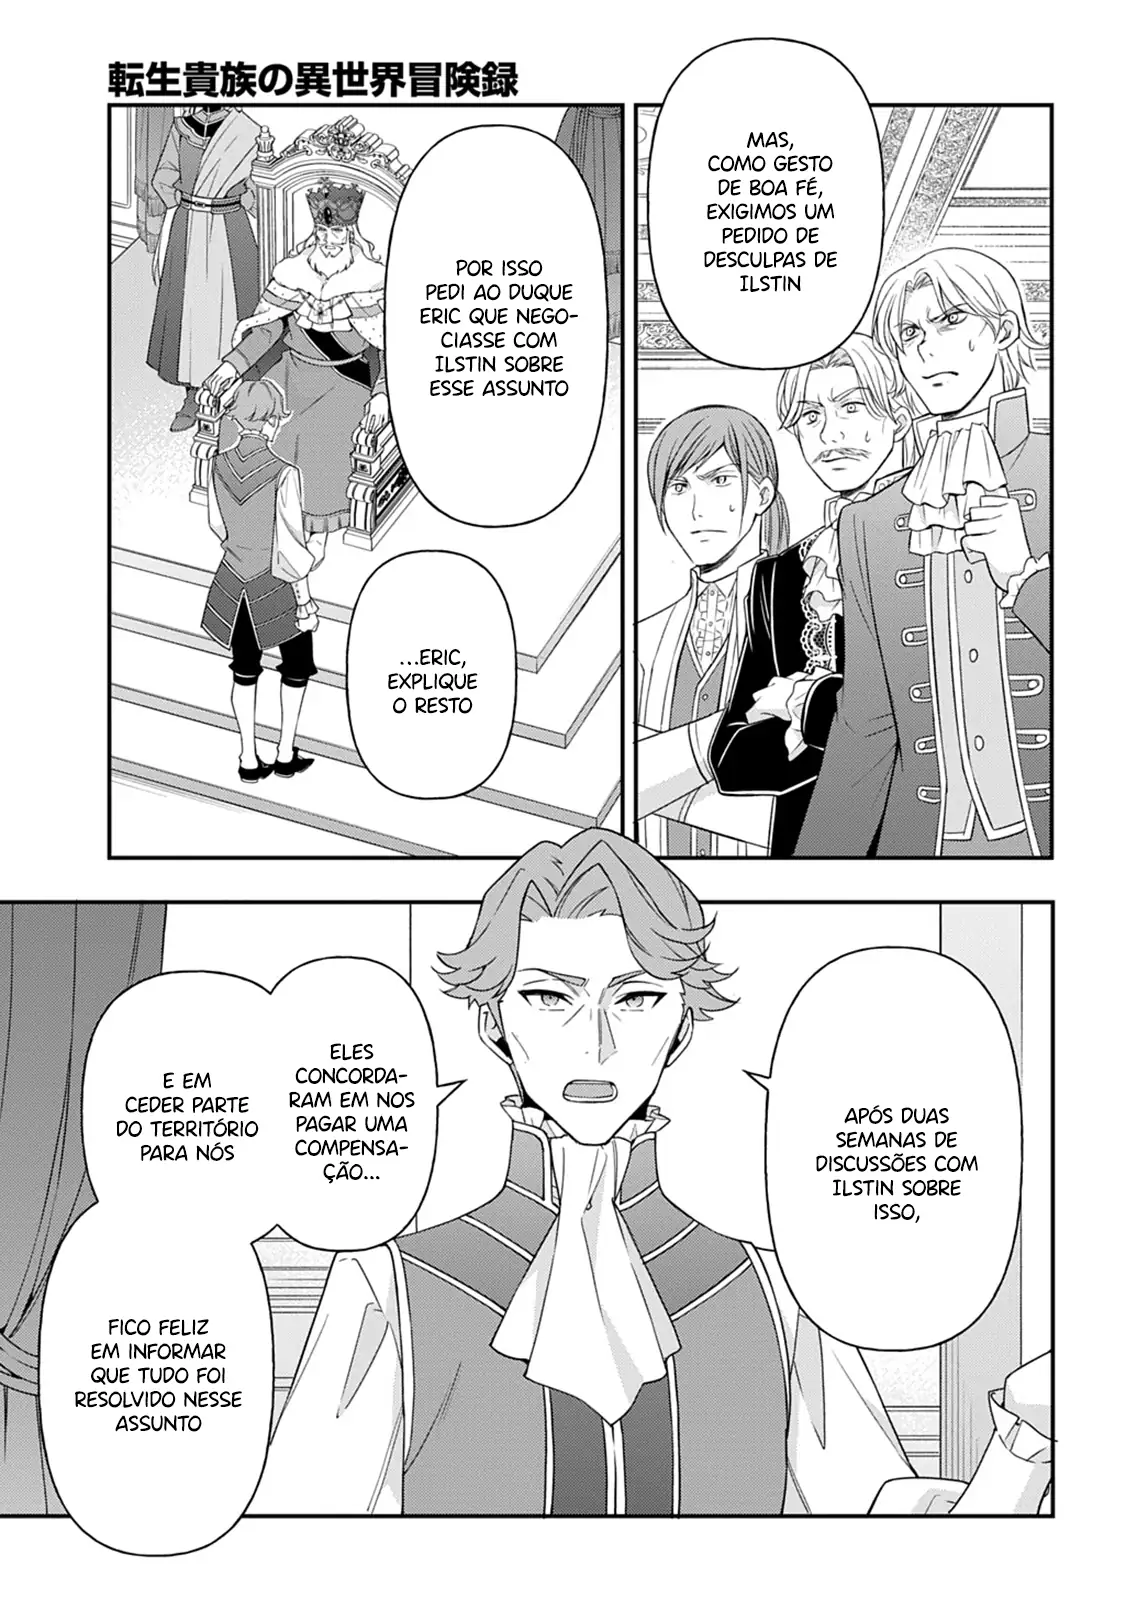 転生貴族の異世界冒険録
MAS,
COMO GESTO
DE BOA FÉ,
EXIGIMOS UM
PEDIDO DE
DESCULPAS DE
ILSTIN
POR ISSO
PEDI AO DUQUE
ERIC QUE NEGO-
CIASSE COM
ILSTIN SOBRE
ESSE ASSUNTO
...ERIC,
EXPLIQUE
O RESTO
APÓS DUAS
SEMANAS DE
DISCUSSÕES COM
ILSTIN SOBRE
ISSO,
ELES
CONCORDA-
RAM EM NOS
PAGAR UMA
COMPENSA-
ÇÃO...
E EM
CEDER PARTE
DO TERRITÓRIO
PARA NÓS
FICO FELIZ
EM INFORMAR
QUE TUDO FOI
RESOLVIDO NESSE
ASSUNTO